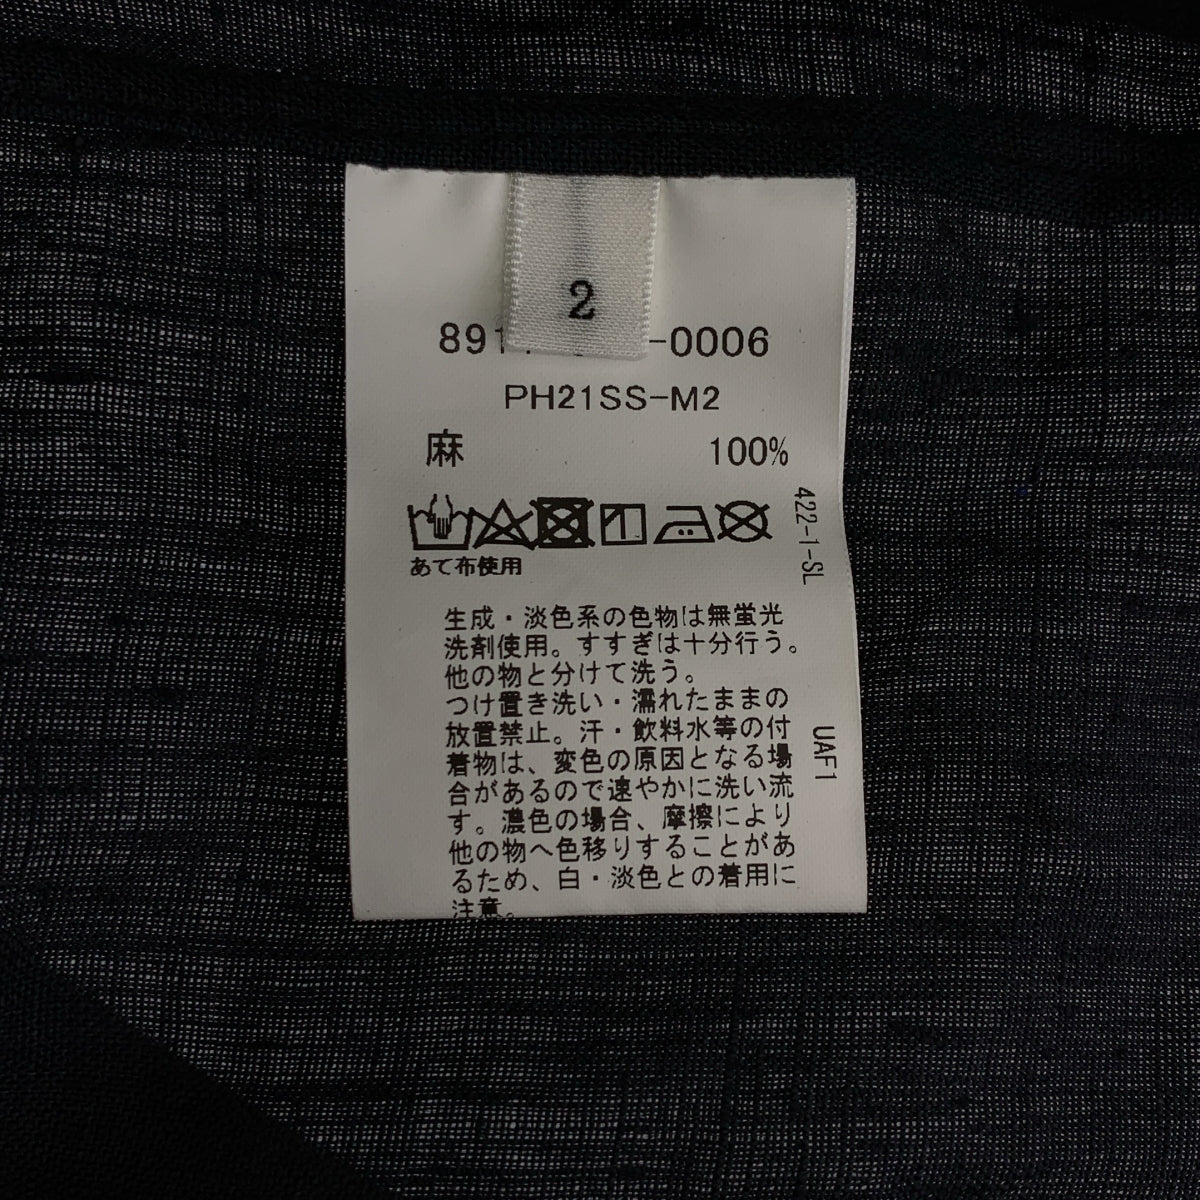 2
-0006
PH21SS-M2
麻 100%
あて布使用
422-1-SL
生成・淡色系の色物は無蛍光
洗剤使用。すすぎは十分行う。
他の物と分けて洗う。
つけ置き洗い・濡れたままの
放置禁止。汗・飲料水等の付
着物は、変色の原因となる場
合があるので速やかに洗い流
す。濃色の場合、摩擦により
他の物へ色移りすることがあ
るため、白・淡色との着用に
注意。
UAF1